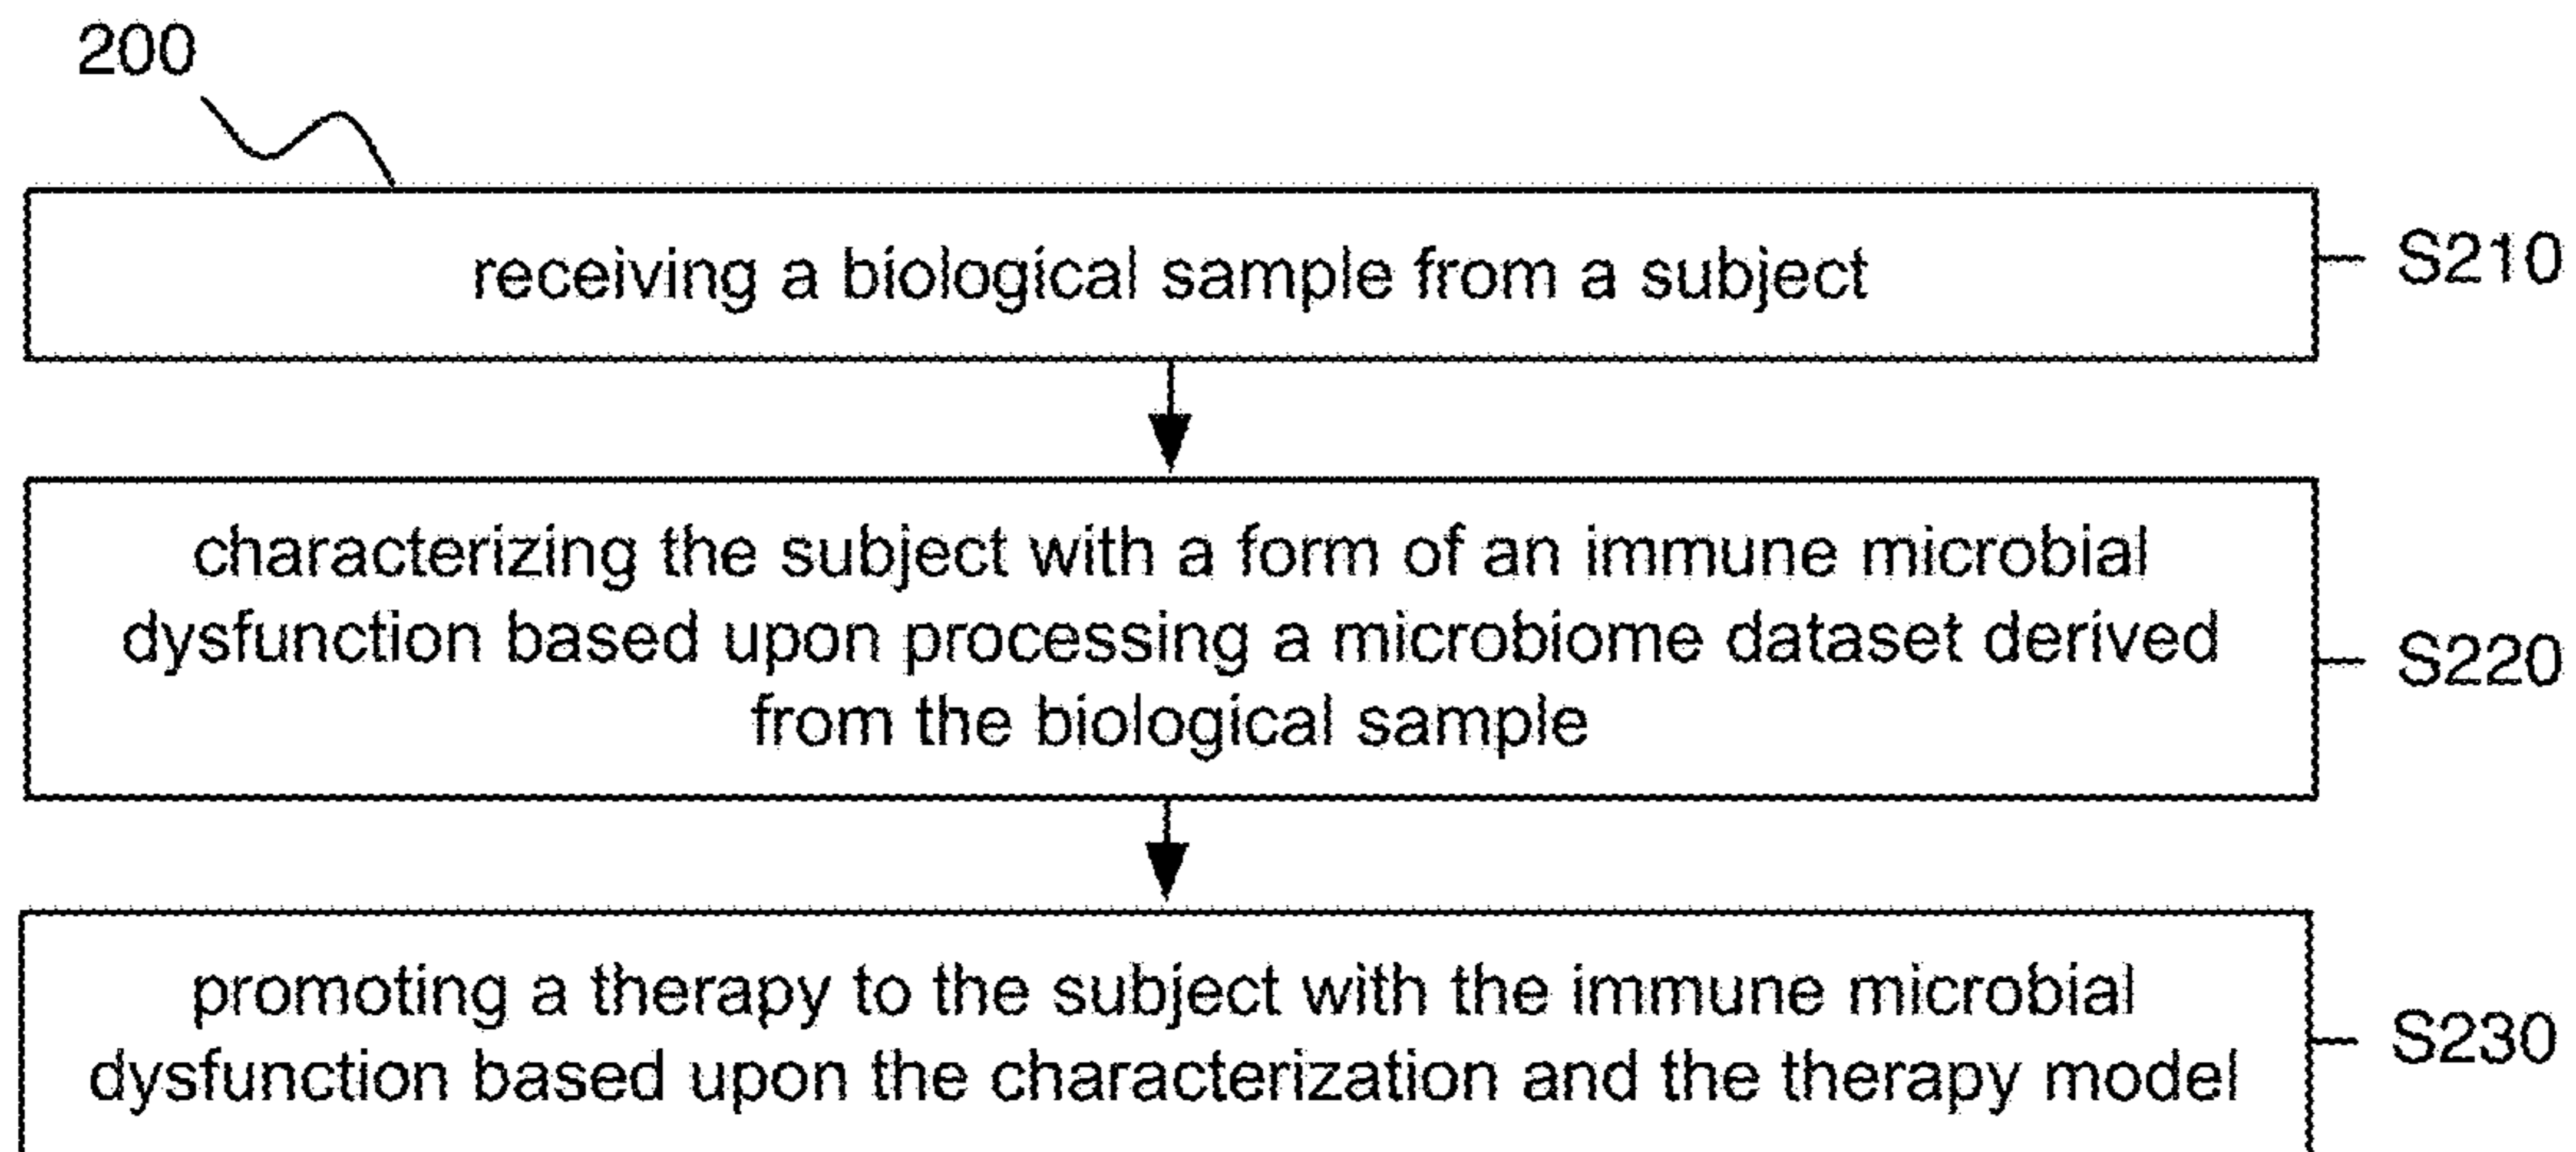 200
receiving a biological sample from a subject
S210
characterizing the subject with a form of an immune microbial
dysfunction based upon processing a microbiome dataset derived
from the biological sample
S220
promoting a therapy to the subject with the immune microbial
dysfunction based upon the characterization and the therapy model
S230